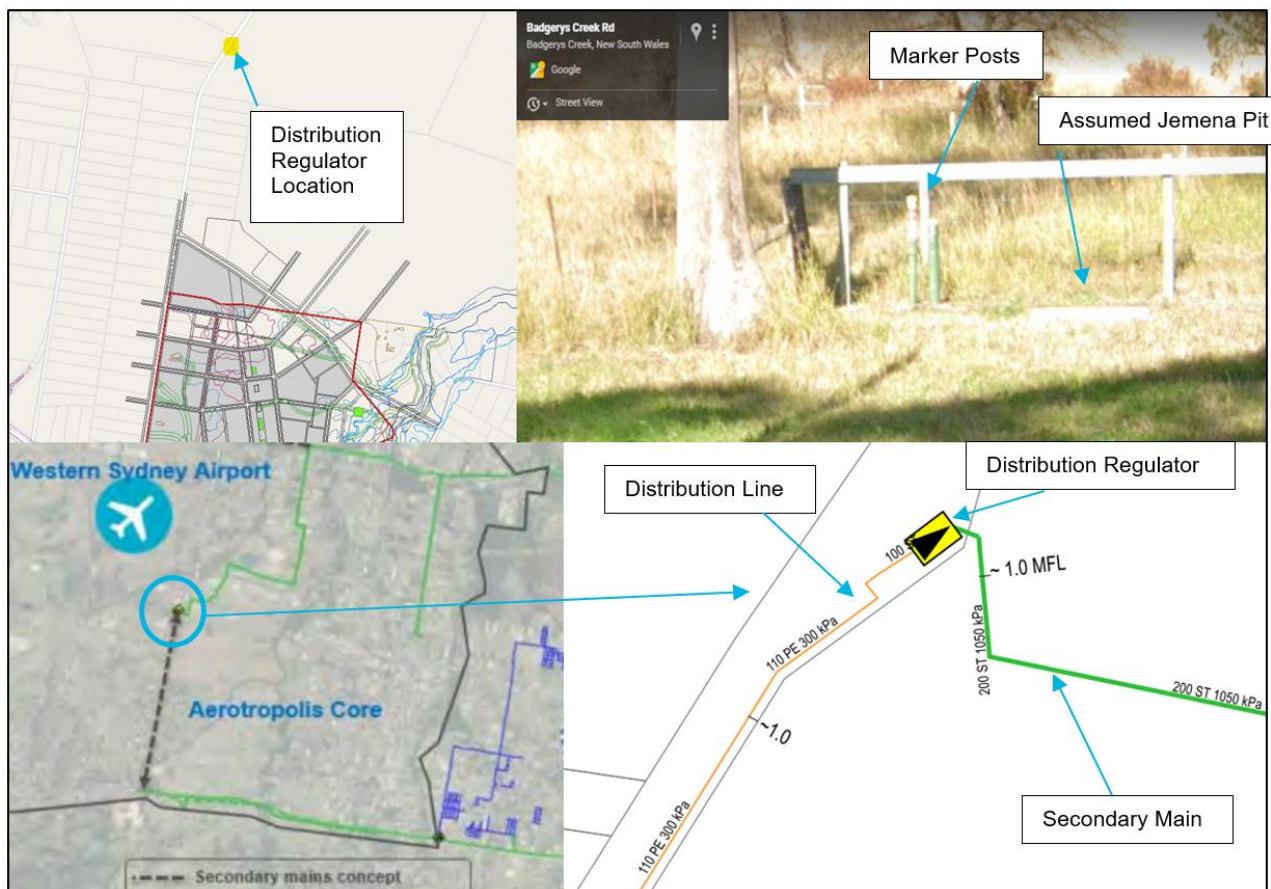 Distribution
Regulator
Location
Badgerys Creek Rd
Badgerys Creek, New South Wales
Google
Street View
Marker Posts
Assumed Jemena Pit
Western Sydney Airport
Aerotropolis Core
Secondary mains concept
Distribution Line
Distribution Regulator
100
~ 1.0 MFL
110 PE 300 kPa
200 ST 1050 kPa
200 ST 1050 kPa
~1.0
110 PE 300 kPa
Secondary Main